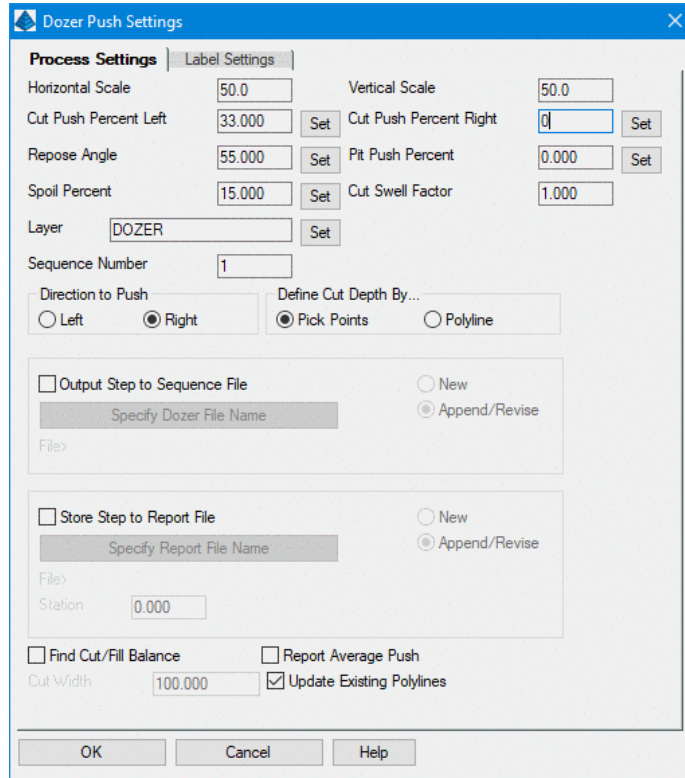 Dozer Push Settings
Process Settings Label Settings
Horizontal Scale 50.0 Vertical Scale 50.0
Cut Push Percent Left 33.000 Set Cut Push Percent Right 0 Set
Repose Angle 55.000 Set Pit Push Percent 0.000 Set
Spoil Percent 15.000 Set Cut Swell Factor 1.000
Layer DOZER Set
Sequence Number 1
Direction to Push Define Cut Depth By...
Left Right Pick Points Polyline
Output Step to Sequence File New
Specify Dozer File Name Append/Revise
File>
Store Step to Report File New
Specify Report File Name Append/Revise
File>
Station 0.000
Find Cut/Fill Balance Report Average Push
Cut Width 100.000 Update Existing Polylines
OK Cancel Help